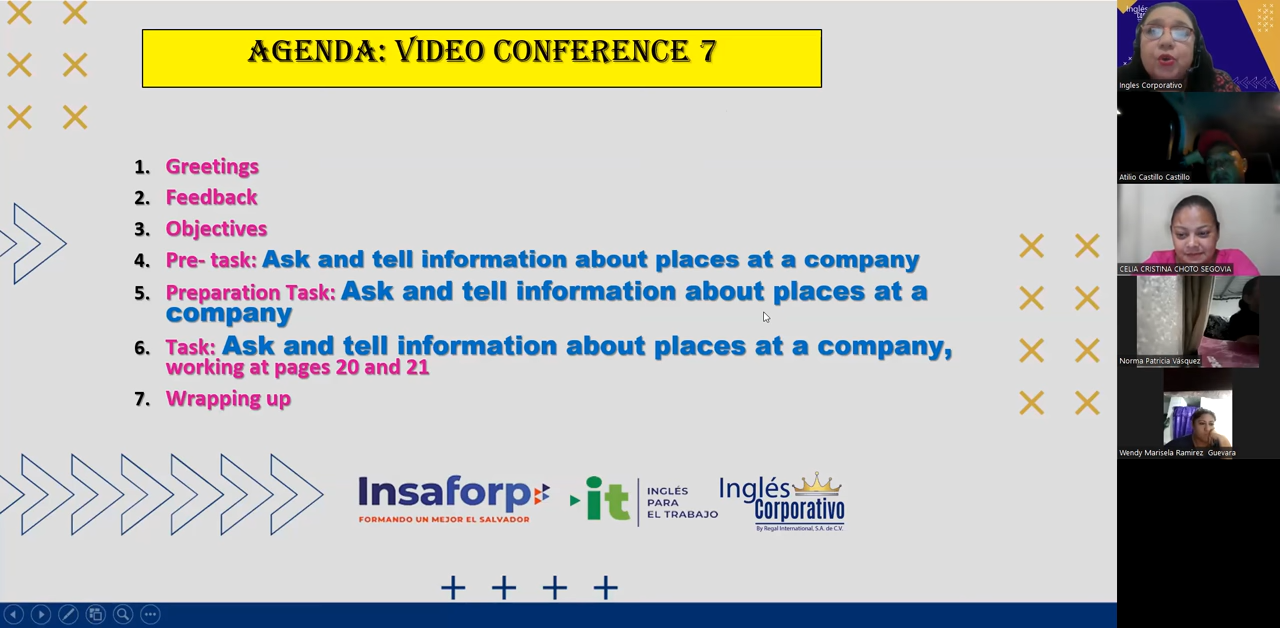 AGENDA: VIDEO CONFERENCE 7
1. Greetings
2. Feedback
3. Objectives
4. Pre- task: Ask and tell information about places at a company
5. Preparation Task: Ask and tell information about places at a
company
6. Task: Ask and tell information about places at a company,
working at pages 20 and 21
7. Wrapping up
Insaforp
FORMANDO UN MEJOR EL SALVADOR
it
INGLÉS
PARA
EL TRABAJO
Inglés
Corporativo
By Regal International, S.A. de C.V.
Inglés
Ingles Corporativo
Atilio Castillo Castillo
CELIA CRISTINA CHOTO SEGOVIA
Norma Patricia Vásquez
Wendy Marisela Ramirez Guevara